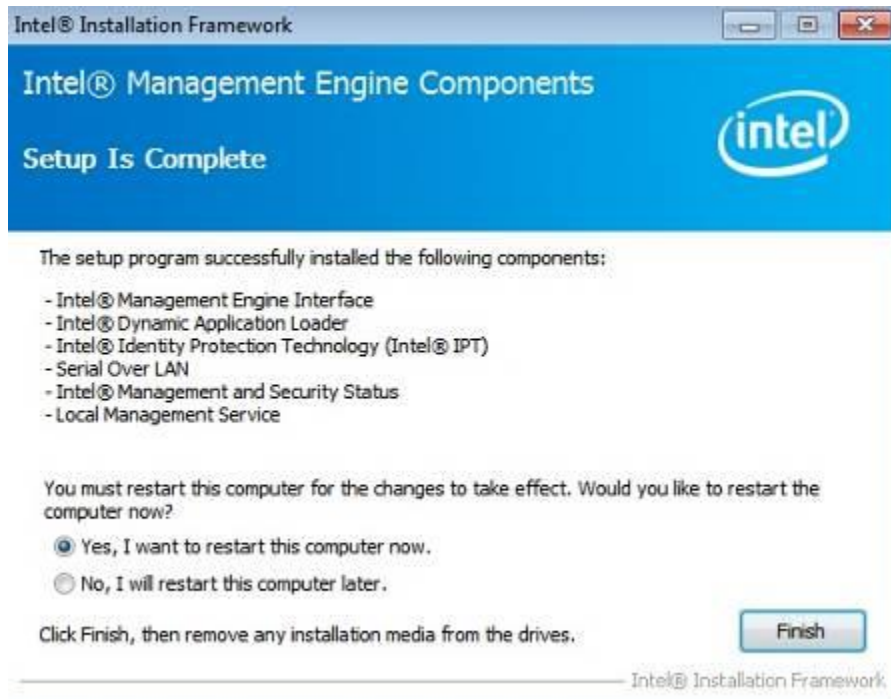 Intel® Installation Framework
Intel® Management Engine Components
intel
Setup Is Complete
The setup program successfully installed the following components:
- Intel® Management Engine Interface
- Intel® Dynamic Application Loader
- Intel® Identity Protection Technology (Intel® IPT)
- Serial Over LAN
- Intel® Management and Security Status
- Local Management Service
You must restart this computer for the changes to take effect. Would you like to restart the
computer now?
Yes, I want to restart this computer now.
No, I will restart this computer later.
Click Finish, then remove any installation media from the drives.
Finish
Intel® Installation Framework